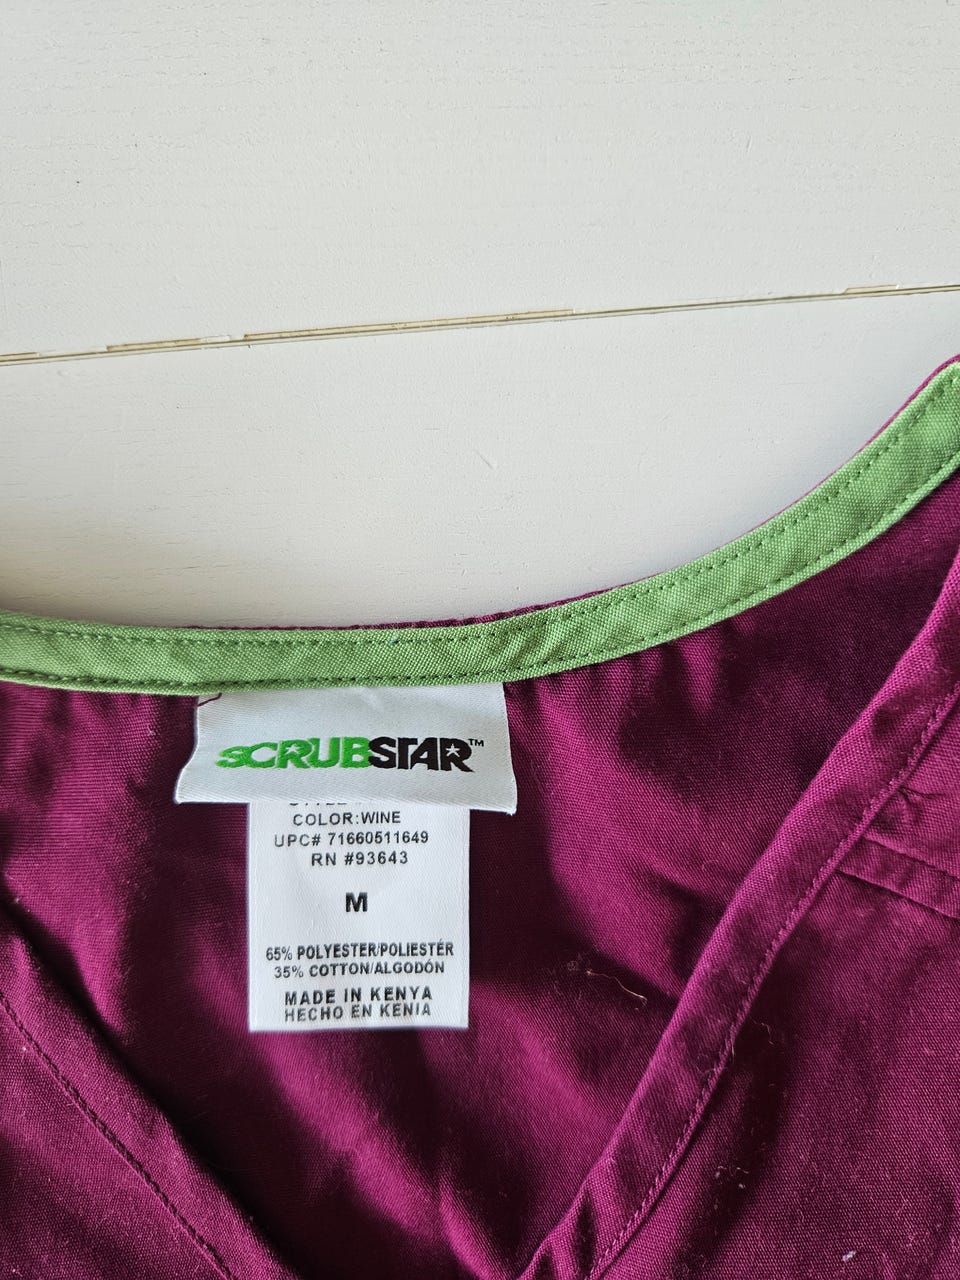 SCRUBSTAR™
COLOR:WINE
UPC# 71660511649
RN #93643
M
65% POLYESTER/POLIESTÉR
35% COTTON/ALGODÓN
MADE IN KENYA
HECHO EN KENIA